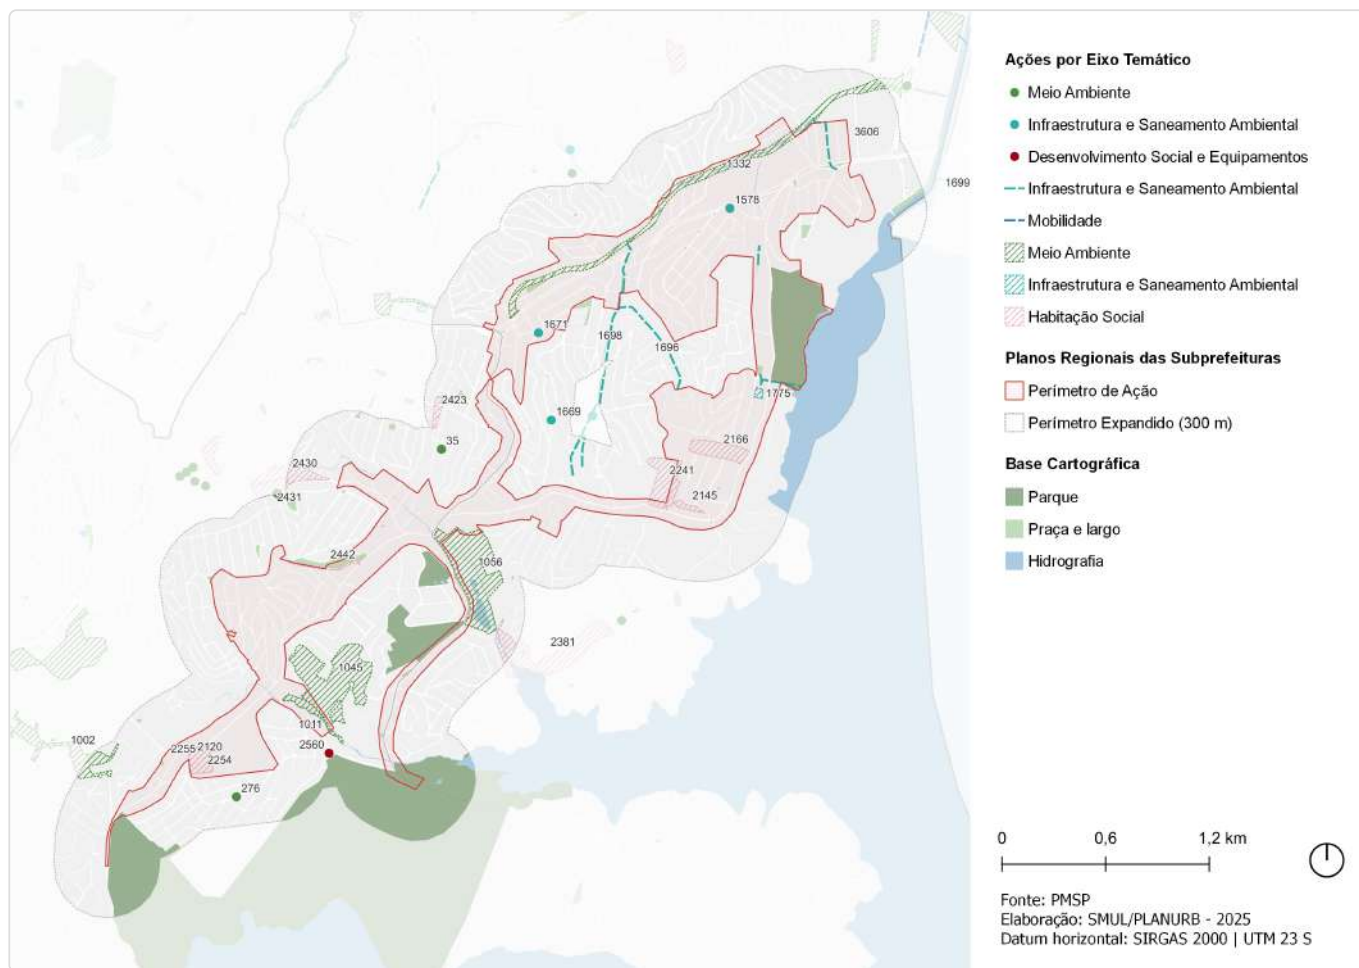 3606
1332
1699
1578
1671
1698
1696
1775
2423
1669
35
2166
2430
2241
2431
2145
2442
1056
2381
1045
1011
1002
2560
2255
2120
2254
276
Ações por Eixo Temático
Meio Ambiente
Infraestrutura e Saneamento Ambiental
Desenvolvimento Social e Equipamentos
Infraestrutura e Saneamento Ambiental
Mobilidade
Meio Ambiente
Infraestrutura e Saneamento Ambiental
Habitação Social
Planos Regionais das Subprefeituras
Perímetro de Ação
Perímetro Expandido (300 m)
Base Cartográfica
Parque
Praça e largo
Hidrografia
0 0,6 1,2 km
Fonte: PMSP
Elaboração: SMUL/PLANURB - 2025
Datum horizontal: SIRGAS 2000 | UTM 23 S